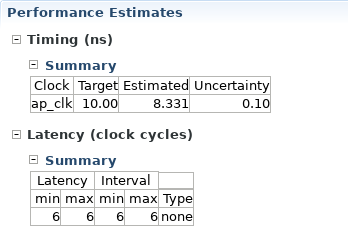 Performance Estimates
Timing (ns)
Summary
Clock Target Estimated Uncertainty
ap_clk 10.00 8.331 0.10
Latency (clock cycles)
Summary
Latency Interval
min max min max Type
6 6 6 6 none